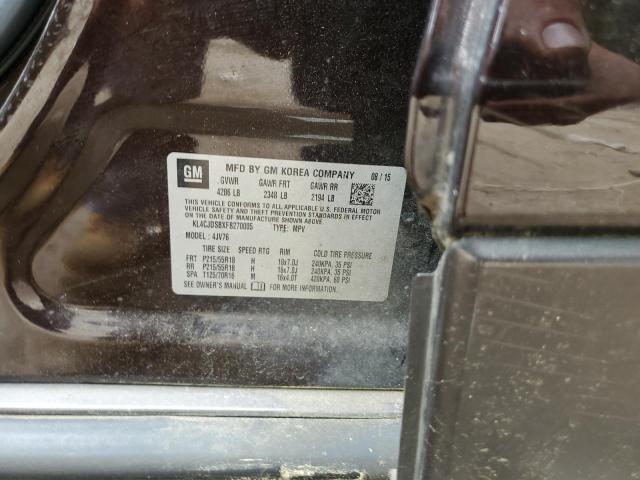 GM MFD BY GM KOREA COMPANY 08 / 15
GVWR GAWR FRT GAWR RR
4206 LB 2348 LB 2194 LB
THIS VEHICLE CONFORMS TO ALL APPLICABLE U.S. FEDERAL MOTOR
VEHICLE SAFETY AND THEFT PREVENTION STANDARDS IN EFFECT ON THE
DATE OF MANUFACTURE SHOWN ABOVE.
KL4CJDSBXFB270005 TYPE: MPV
MODEL : 4JV76
TIRE SIZE SPEED RTG RIM COLD TIRE PRESSURE
FRT P215/55R18 H 18x7.0J 240KPA, 35 PSI
RR P215/55R18 H 18x7.0J 240KPA, 35 PSI
SPA T125/70R16 M 16x4.0T 420KPA, 60 PSI
SEE OWNER'S MANUAL FOR MORE INFORMATION.